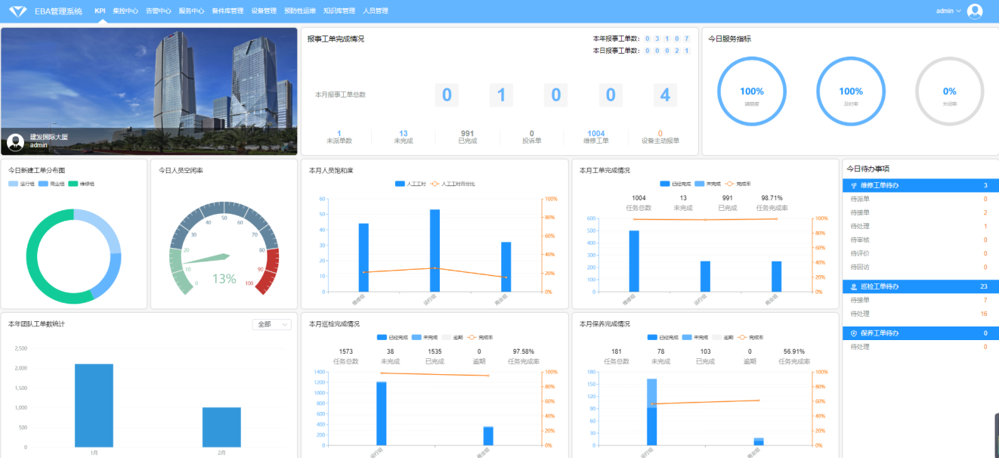 EBA管理系统 KPI 集控中心 告警中心 服务中心 备件库管理 设备管理 预防性运维 知识库管理 人员管理 admin
建发国际大厦
admin
报事工单完成情况
本年报事工单数: 0 3 1 0 7
本日报事工单数: 0 0 0 2 1
本月报事工单总数 0 1 0 0 4
1 13 991 0 1004 0
未派单数 未完成 已完成 投诉单 维修工单 设备主动报单
今日服务指标
100% 100% 0%
满意度 及时率 关闭率
今日新建工单分布图
运行组 商业组 维修组
今日人员空闲率
0 10 20 30 40 50 60 70 80 90 100
13%
本月人员饱和度
人工工时 人工工时百分比
60 100%
50 80%
40 60%
30 40%
20 20%
10 0%
0
维修组 运行组 商业组
本月工单完成情况
已经完成 未完成 完成率
1004 13 991 98.71%
任务总数 未完成 已完成 任务完成率
600 100%
500 80%
400 60%
300 40%
200 20%
100 0%
0
维修组 运行组 商业组
今日待办事项
维修工单待办 3
待派单 0
待接单 2
待处理 1
待审核 0
待评价 0
待回访 0
巡检工单待办 23
待接单 7
待处理 16
保养工单待办 0
待处理 0
本年团队工单数统计 全部
2,500
2,000
1,500
1,000
500
0
1月 2月
本月巡检完成情况
已经完成 未完成 逾期 完成率
1573 38 1535 0 97.58%
任务总数 未完成 已完成 逾期 任务完成率
1400 100%
1200 80%
1000 60%
800 40%
600 20%
400 0%
200
0
运行组 商业组
本月保养完成情况
已经完成 未完成 逾期 完成率
181 78 103 0 56.91%
任务总数 未完成 已完成 逾期 任务完成率
180 100%
150 80%
120 60%
90 40%
60 20%
30 0%
0
运行组 商业组